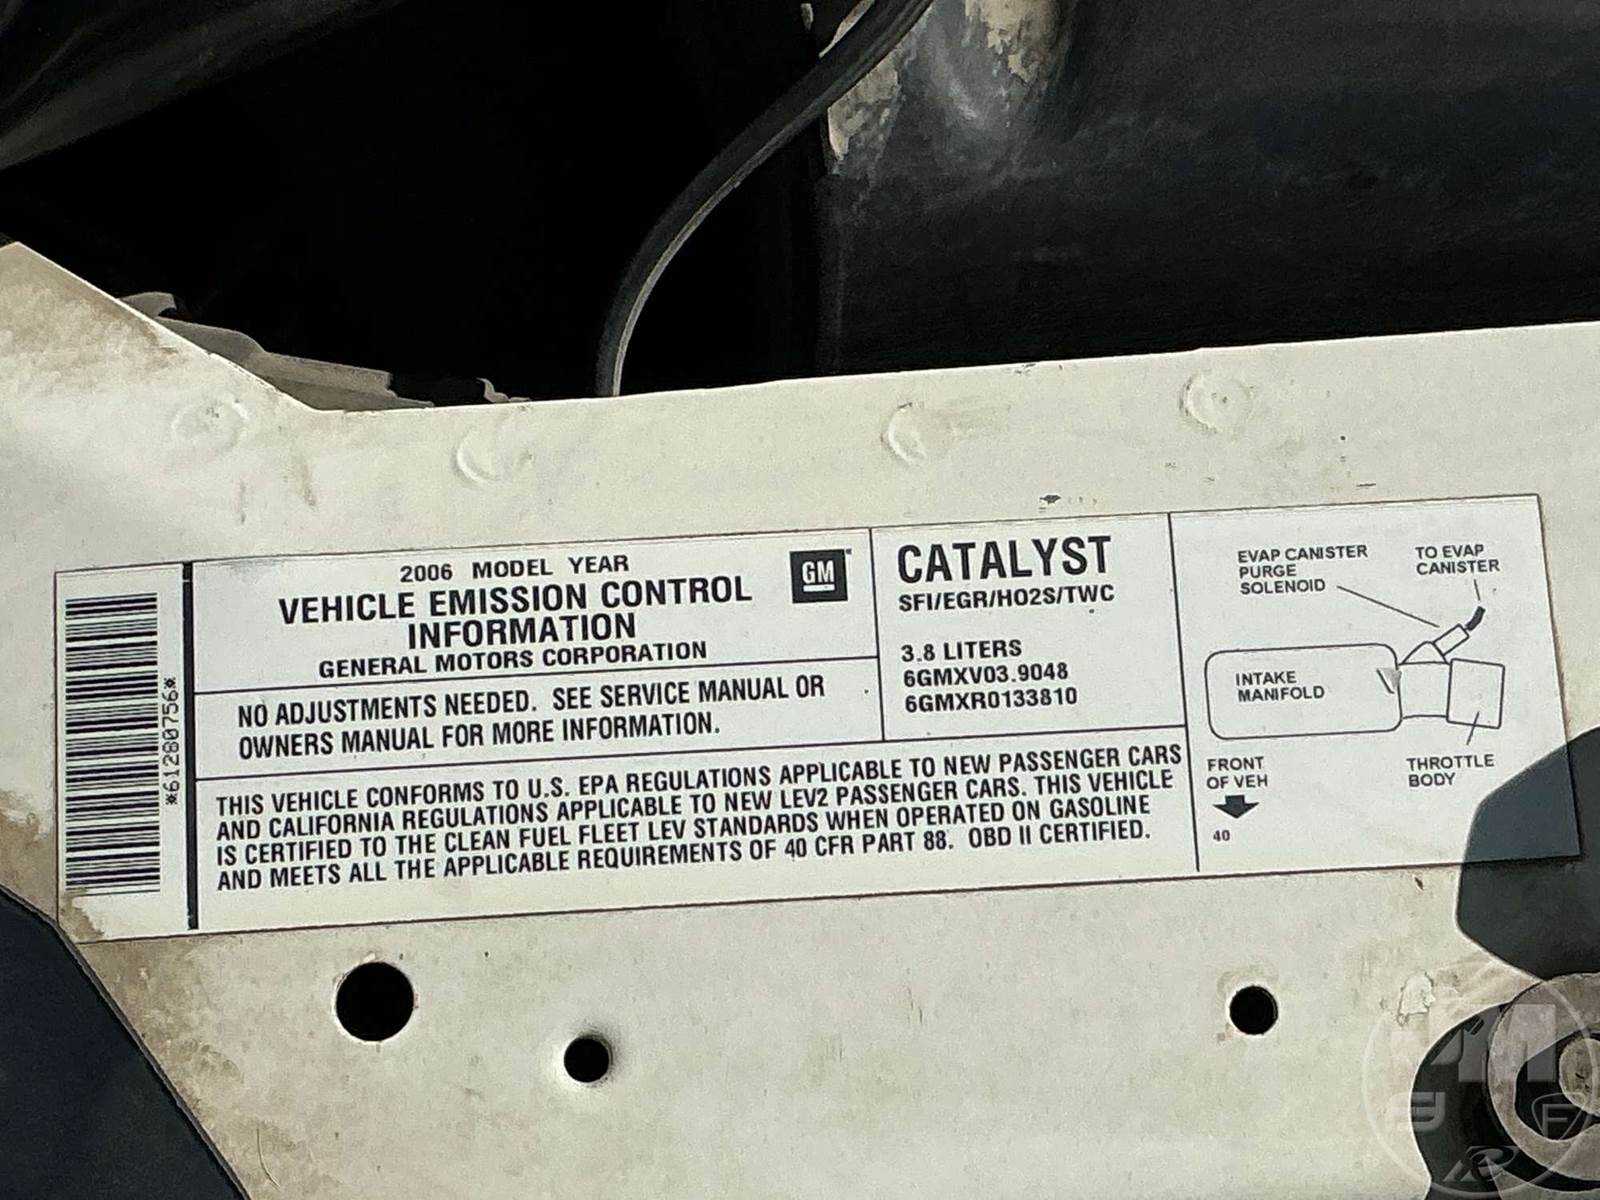 *61280756*
2006 MODEL YEAR
VEHICLE EMISSION CONTROL
INFORMATION
GENERAL MOTORS CORPORATION
GM
NO ADJUSTMENTS NEEDED. SEE SERVICE MANUAL OR
OWNERS MANUAL FOR MORE INFORMATION.
CATALYST
SFI/EGR/HO2S/TWC
3.8 LITERS
6GMXV03.9048
6GMXR0133810
THIS VEHICLE CONFORMS TO U.S. EPA REGULATIONS APPLICABLE TO NEW PASSENGER CARS
AND CALIFORNIA REGULATIONS APPLICABLE TO NEW LEV2 PASSENGER CARS. THIS VEHICLE
IS CERTIFIED TO THE CLEAN FUEL FLEET LEV STANDARDS WHEN OPERATED ON GASOLINE
AND MEETS ALL THE APPLICABLE REQUIREMENTS OF 40 CFR PART 88. OBD II CERTIFIED.
EVAP CANISTER
PURGE
SOLENOID
TO EVAP
CANISTER
INTAKE
MANIFOLD
FRONT
OF VEH
THROTTLE
BODY
40